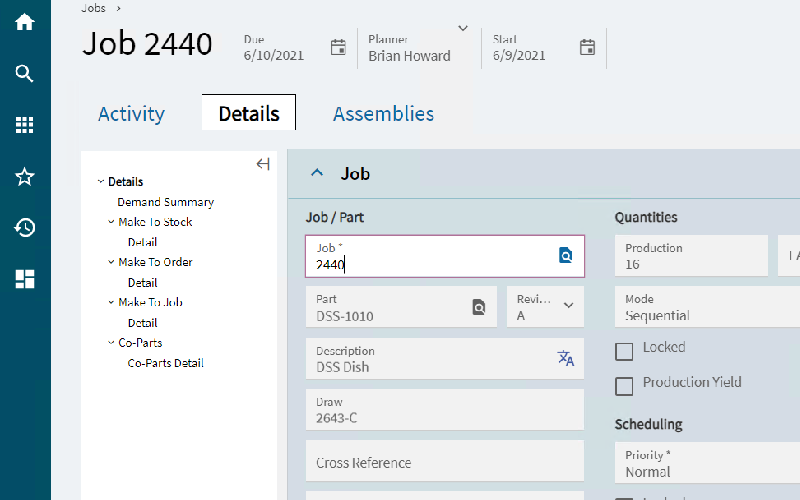 Jobs
Job 2440
Due
6/10/2021
Planner
Brian Howard
Start
6/9/2021
Activity
Details
Assemblies
Details
Demand Summary
Make To Stock
Detail
Make To Order
Detail
Make To Job
Detail
Co-Parts
Co-Parts Detail
Job
Job / Part
Job *
2440
Part
DSS-1010
Revi...
A
Description
DSS Dish
Draw
2643-C
Cross Reference
Quantities
Production
16
Mode
Sequential
Locked
Production Yield
Scheduling
Priority *
Normal